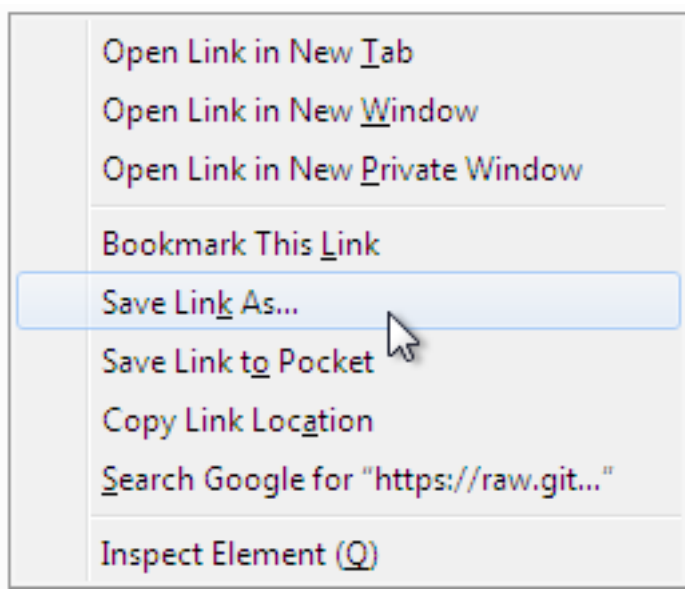 Open Link in New Tab
Open Link in New Window
Open Link in New Private Window
Bookmark This Link
Save Link As...
Save Link to Pocket
Copy Link Location
Search Google for “https://raw.git...”
Inspect Element (Q)